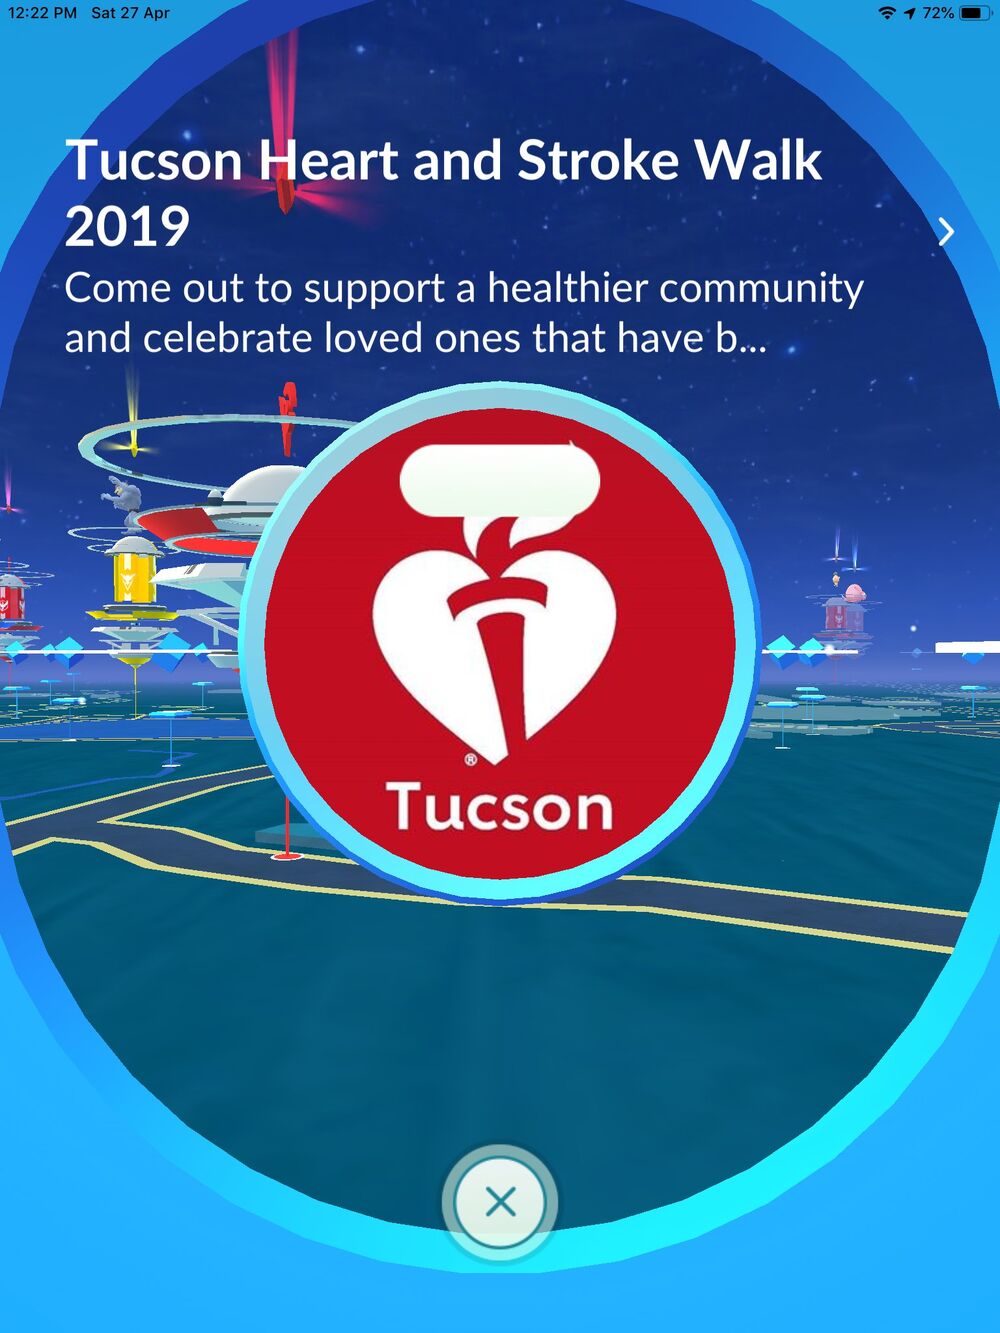 12:22 PM Sat 27 Apr
72%
Tucson Heart and Stroke Walk
2019
Come out to support a healthier community
and celebrate loved ones that have b...
®
Tucson